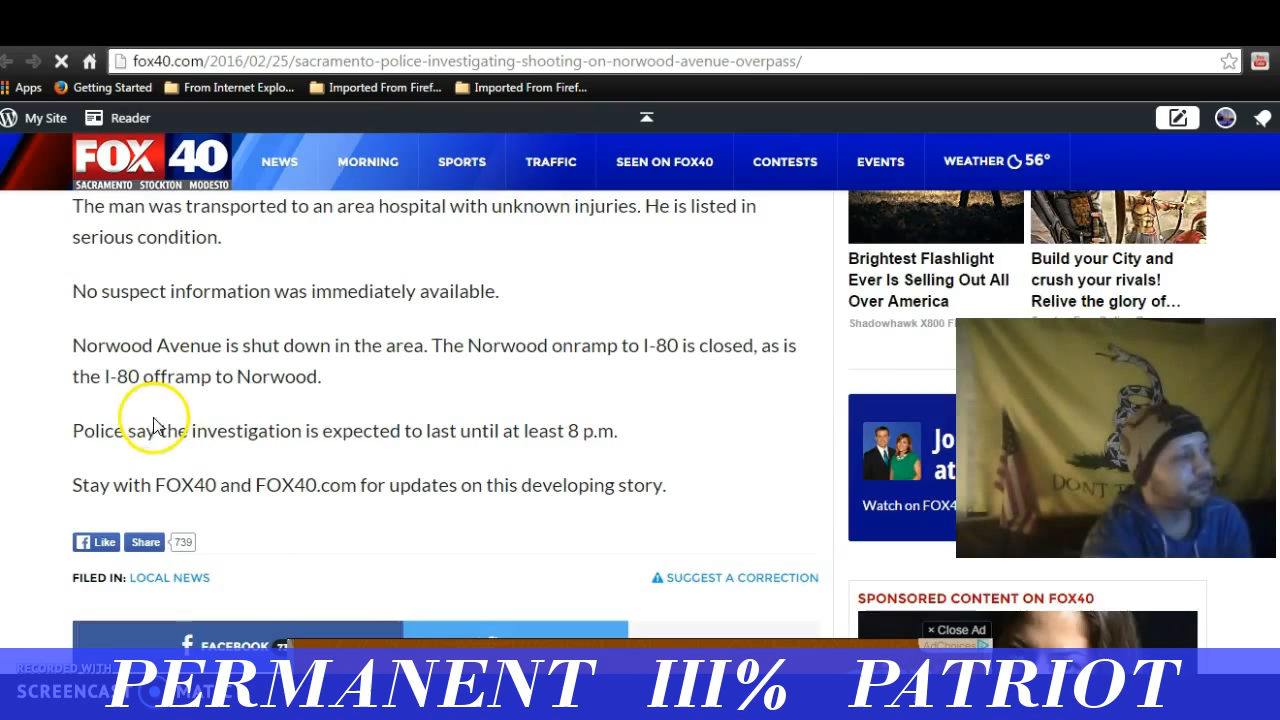 fox40.com/2016/02/25/sacramento-police-investigating-shooting-on-norwood-avenue-overpass/
Apps Getting Started From Internet Explo... Imported From Firef... Imported From Firef...
My Site Reader
FOX 40
SACRAMENTO STOCKTON MODESTO
NEWS MORNING SPORTS TRAFFIC SEEN ON FOX40 CONTESTS EVENTS WEATHER 56°
The man was transported to an area hospital with unknown injuries. He is listed in
serious condition.
No suspect information was immediately available.
Norwood Avenue is shut down in the area. The Norwood onramp to I-80 is closed, as is
the I-80 offramp to Norwood.
Police say the investigation is expected to last until at least 8 p.m.
Stay with FOX40 and FOX40.com for updates on this developing story.
Like Share 739
FILED IN: LOCAL NEWS SUGGEST A CORRECTION
FACEBOOK
Brightest Flashlight
Ever Is Selling Out All
Over America
Shadowhawk X800
Build your City and
crush your rivals!
Relive the glory of...
Jo
at
Watch on FOX4
DON'T
SPONSORED CONTENT ON FOX40
× Close Ad
AdChoices
RECORDED WITH
SCREENCAST MATIC
PERMANENT III% PATRIOT